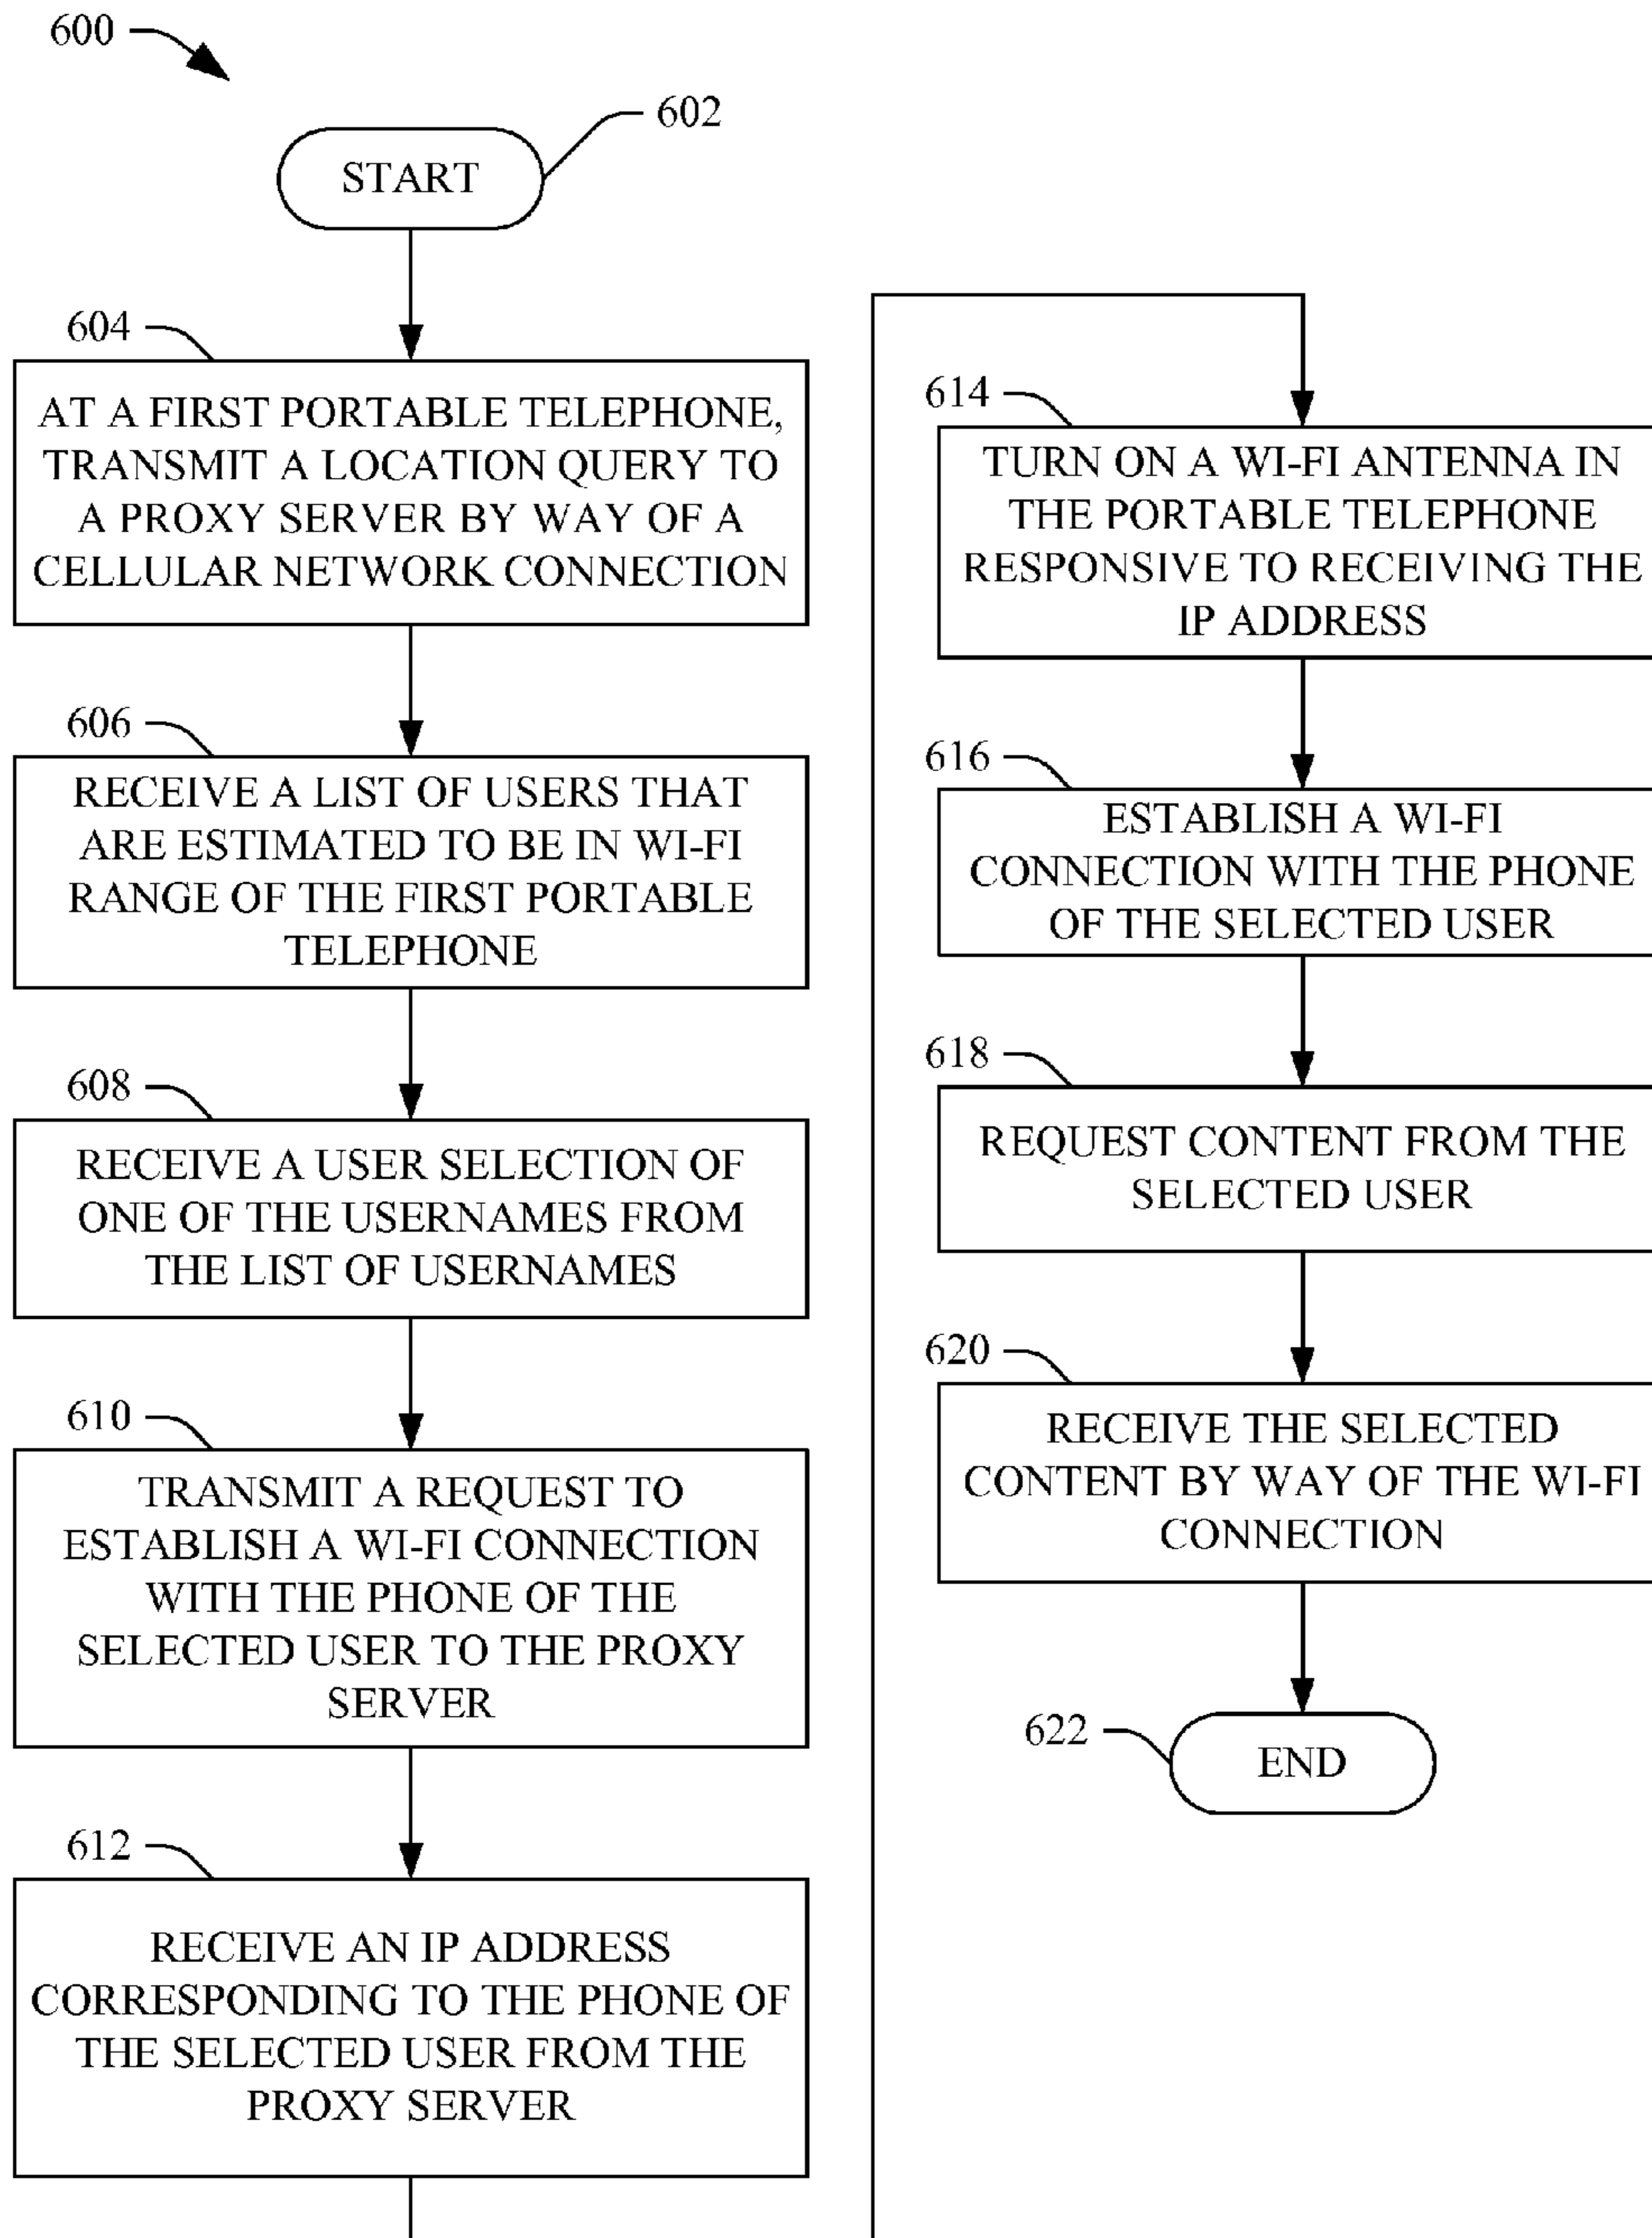 600
602
START
604
AT A FIRST PORTABLE TELEPHONE,
TRANSMIT A LOCATION QUERY TO
A PROXY SERVER BY WAY OF A
CELLULAR NETWORK CONNECTION
606
RECEIVE A LIST OF USERS THAT
ARE ESTIMATED TO BE IN WI-FI
RANGE OF THE FIRST PORTABLE
TELEPHONE
608
RECEIVE A USER SELECTION OF
ONE OF THE USERNAMES FROM
THE LIST OF USERNAMES
610
TRANSMIT A REQUEST TO
ESTABLISH A WI-FI CONNECTION
WITH THE PHONE OF THE
SELECTED USER TO THE PROXY
SERVER
612
RECEIVE AN IP ADDRESS
CORRESPONDING TO THE PHONE OF
THE SELECTED USER FROM THE
PROXY SERVER
614
TURN ON A WI-FI ANTENNA IN
THE PORTABLE TELEPHONE
RESPONSIVE TO RECEIVING THE
IP ADDRESS
616
ESTABLISH A WI-FI
CONNECTION WITH THE PHONE
OF THE SELECTED USER
618
REQUEST CONTENT FROM THE
SELECTED USER
620
RECEIVE THE SELECTED
CONTENT BY WAY OF THE WI-FI
CONNECTION
622
END